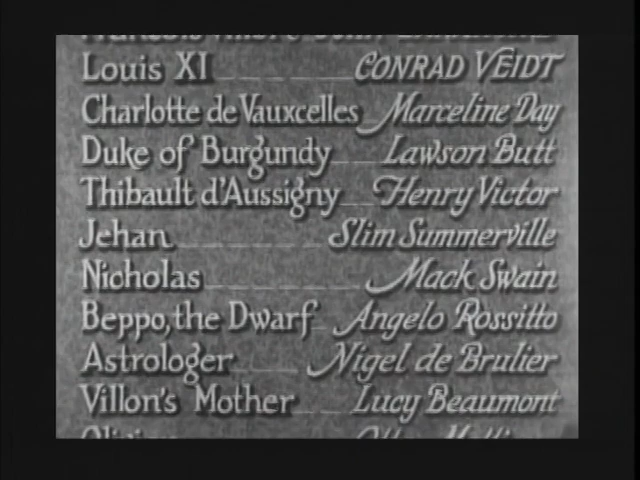 Louis XI CONRAD VEIDT
Charlotte de Vauxcelles Marceline Day
Duke of Burgundy Lawson Butt
Thibault d'Aussigny Henry Victor
Jehan Slim Summerville
Nicholas Mack Swain
Beppo, the Dwarf Angelo Rossitto
Astrologer Nigel de Brulier
Villon's Mother Lucy Beaumont